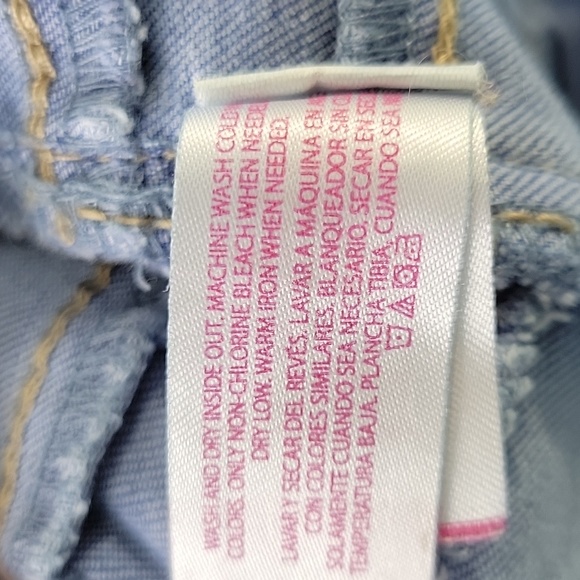 WASH AND DRY INSIDE OUT. MACHINE WASH COLD
COLORS. ONLY NON-CHLORINE BLEACH WHEN NEEDED
DRY LOW. WARM IRON WHEN NEEDED.
LAVAR Y SECAR DEL REVÉS, LAVAR A MÁQUINA EN
CON COLORES SIMILARES, BLANQUEADOR SIN
SOLAMENTE CUANDO SEA NECESARIO, SECAR EN
TEMPERATURA BAJA. PLANCHA TIBIA, CUANDO SEA